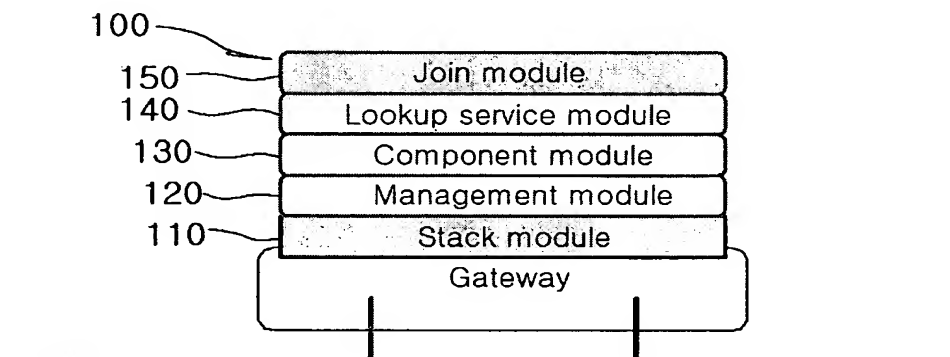 100
150 Join module
140 Lookup service module
130 Component module
120 Management module
110 Stack module
Gateway